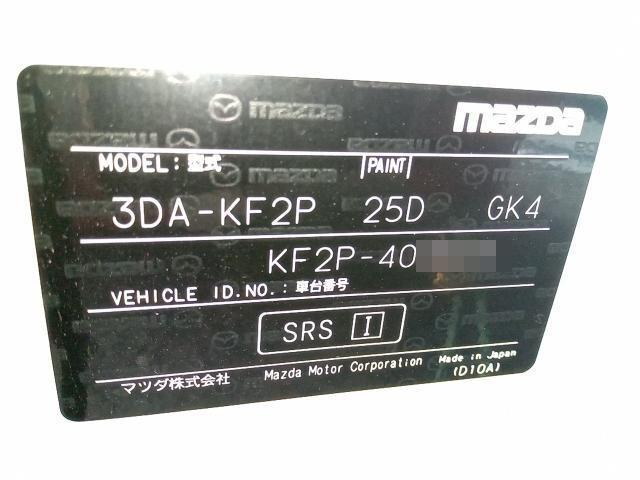 mazda
MODEL : 型式 PAINT
3DA-KF2P 25D GK4
KF2P-40
VEHICLE ID.NO. : 車台番号
SRS I
マツダ株式会社 Mazda Motor Corporation Made in Japan
(D10A)